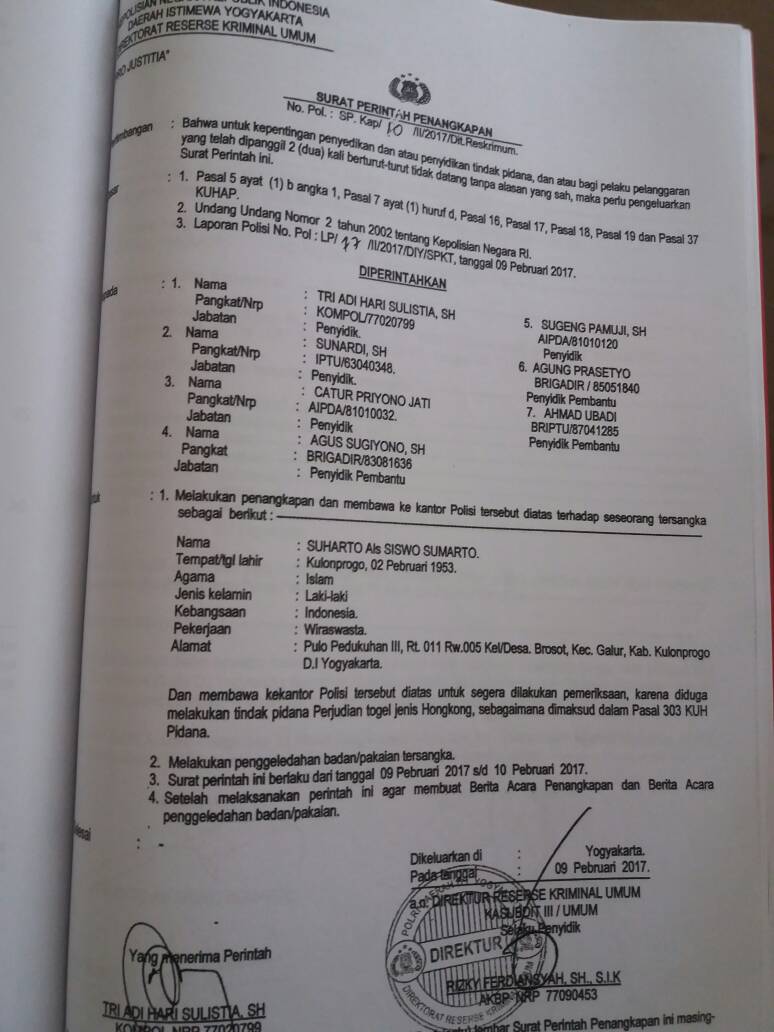 INDONESIA
DAERAH ISTIMEWA YOGYAKARTA
DIREKTORAT RESERSE KRIMINAL UMUM
JUSTITIA"
SURAT PERINTAH PENANGKAPAN
No. Pol. : SP. Kap/ 10 /II/2017/Dit.Reskrimum.
: Bahwa untuk kepentingan penyedikan dan atau penyidikan tindak pidana, dan atau bagi pelaku pelanggaran
yang telah dipanggil 2 (dua) kali berturut-turut tidak datang tanpa alasan yang sah, maka perlu pengeluarkan
Surat Perintah ini.
: 1. Pasal 5 ayat (1) b angka 1, Pasal 7 ayat (1) huruf d, Pasal 16, Pasal 17, Pasal 18, Pasal 19 dan Pasal 37
KUHAP.
2. Undang Undang Nomor 2 tahun 2002 tentang Kepolisian Negara RI.
3. Laporan Polisi No. Pol : LP/ 17 /II/2017/DIY/SPKT, tanggal 09 Pebruari 2017.
DIPERINTAHKAN
: 1. Nama : TRI ADI HARI SULISTIA, SH
Pangkat/Nrp : KOMPOL/77020799
Jabatan : Penyidik.
2. Nama : SUNARDI, SH
Pangkat/Nrp : IPTU/63040348.
Jabatan : Penyidik.
3. Nama : CATUR PRIYONO JATI
Pangkat/Nrp : AIPDA/81010032.
Jabatan : Penyidik
4. Nama : AGUS SUGIYONO, SH
Pangkat : BRIGADIR/83081636
Jabatan : Penyidik Pembantu
5. SUGENG PAMUJI, SH
AIPDA/81010120
Penyidik
6. AGUNG PRASETYO
BRIGADIR / 85051840
Penyidik Pembantu
7. AHMAD UBADI
BRIPTU/87041285
Penyidik Pembantu
: 1. Melakukan penangkapan dan membawa ke kantor Polisi tersebut diatas terhadap seseorang tersangka
sebagai berikut :
Nama : SUHARTO Als SISWO SUMARTO.
Tempat/tgl lahir : Kulonprogo, 02 Pebruari 1953.
Agama : Islam
Jenis kelamin : Laki-laki
Kebangsaan : Indonesia.
Pekerjaan : Wiraswasta.
Alamat : Pulo Pedukuhan III, Rt. 011 Rw.005 Kel/Desa. Brosot, Kec. Galur, Kab. Kulonprogo
D.I Yogyakarta.
Dan membawa kekantor Polisi tersebut diatas untuk segera dilakukan pemeriksaan, karena diduga
melakukan tindak pidana Perjudian togel jenis Hongkong, sebagaimana dimaksud dalam Pasal 303 KUH
Pidana.
2. Melakukan penggeledahan badan/pakaian tersangka.
3. Surat perintah ini berlaku dari tanggal 09 Pebruari 2017 s/d 10 Pebruari 2017.
4. Setelah melaksanakan perintah ini agar membuat Berita Acara Penangkapan dan Berita Acara
penggeledahan badan/pakaian.
: -
Dikeluarkan di : Yogyakarta.
Pada tanggal : 09 Pebruari 2017.
a.n. DIREKTUR RESERSE KRIMINAL UMUM
KASUBDIT III / UMUM
Selaku Penyidik
DIREKTUR
RIZKY FERDIANSYAH, SH., S.I.K
AKBP NRP 77090453
Yang menerima Perintah
TRI ADI HARI SULISTIA, SH
KOMPOL NRP 77020799
lembar Surat Perintah Penangkapan ini masing-